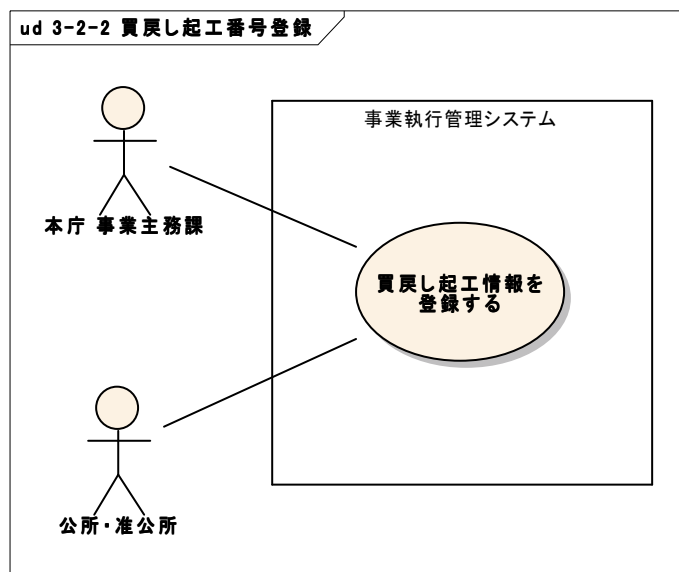 ud 3-2-2 買戻し起工番号登録
事業執行管理システム
本庁 事業主務課
買戻し起工情報を
登録する
公所・准公所